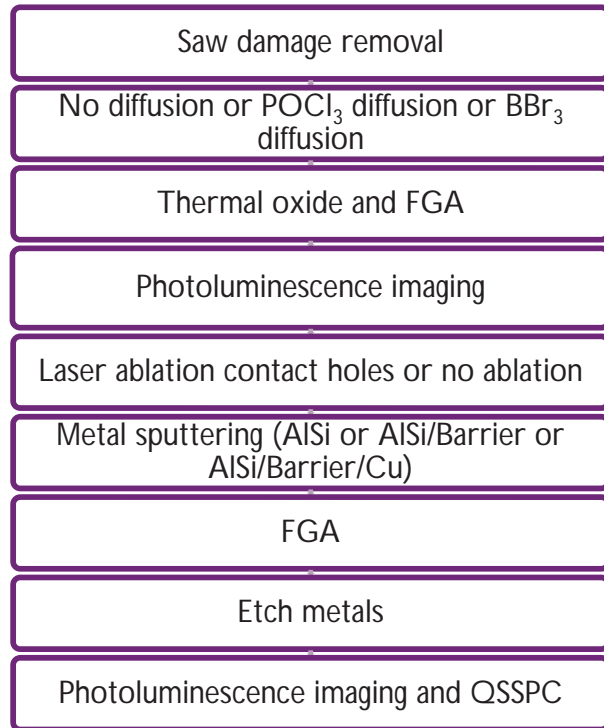 Saw damage removal
No diffusion or POCl₃ diffusion or BBr₃
diffusion
Thermal oxide and FGA
Photoluminescence imaging
Laser ablation contact holes or no ablation
Metal sputtering (AlSi or AlSi/Barrier or
AlSi/Barrier/Cu)
FGA
Etch metals
Photoluminescence imaging and QSSPC